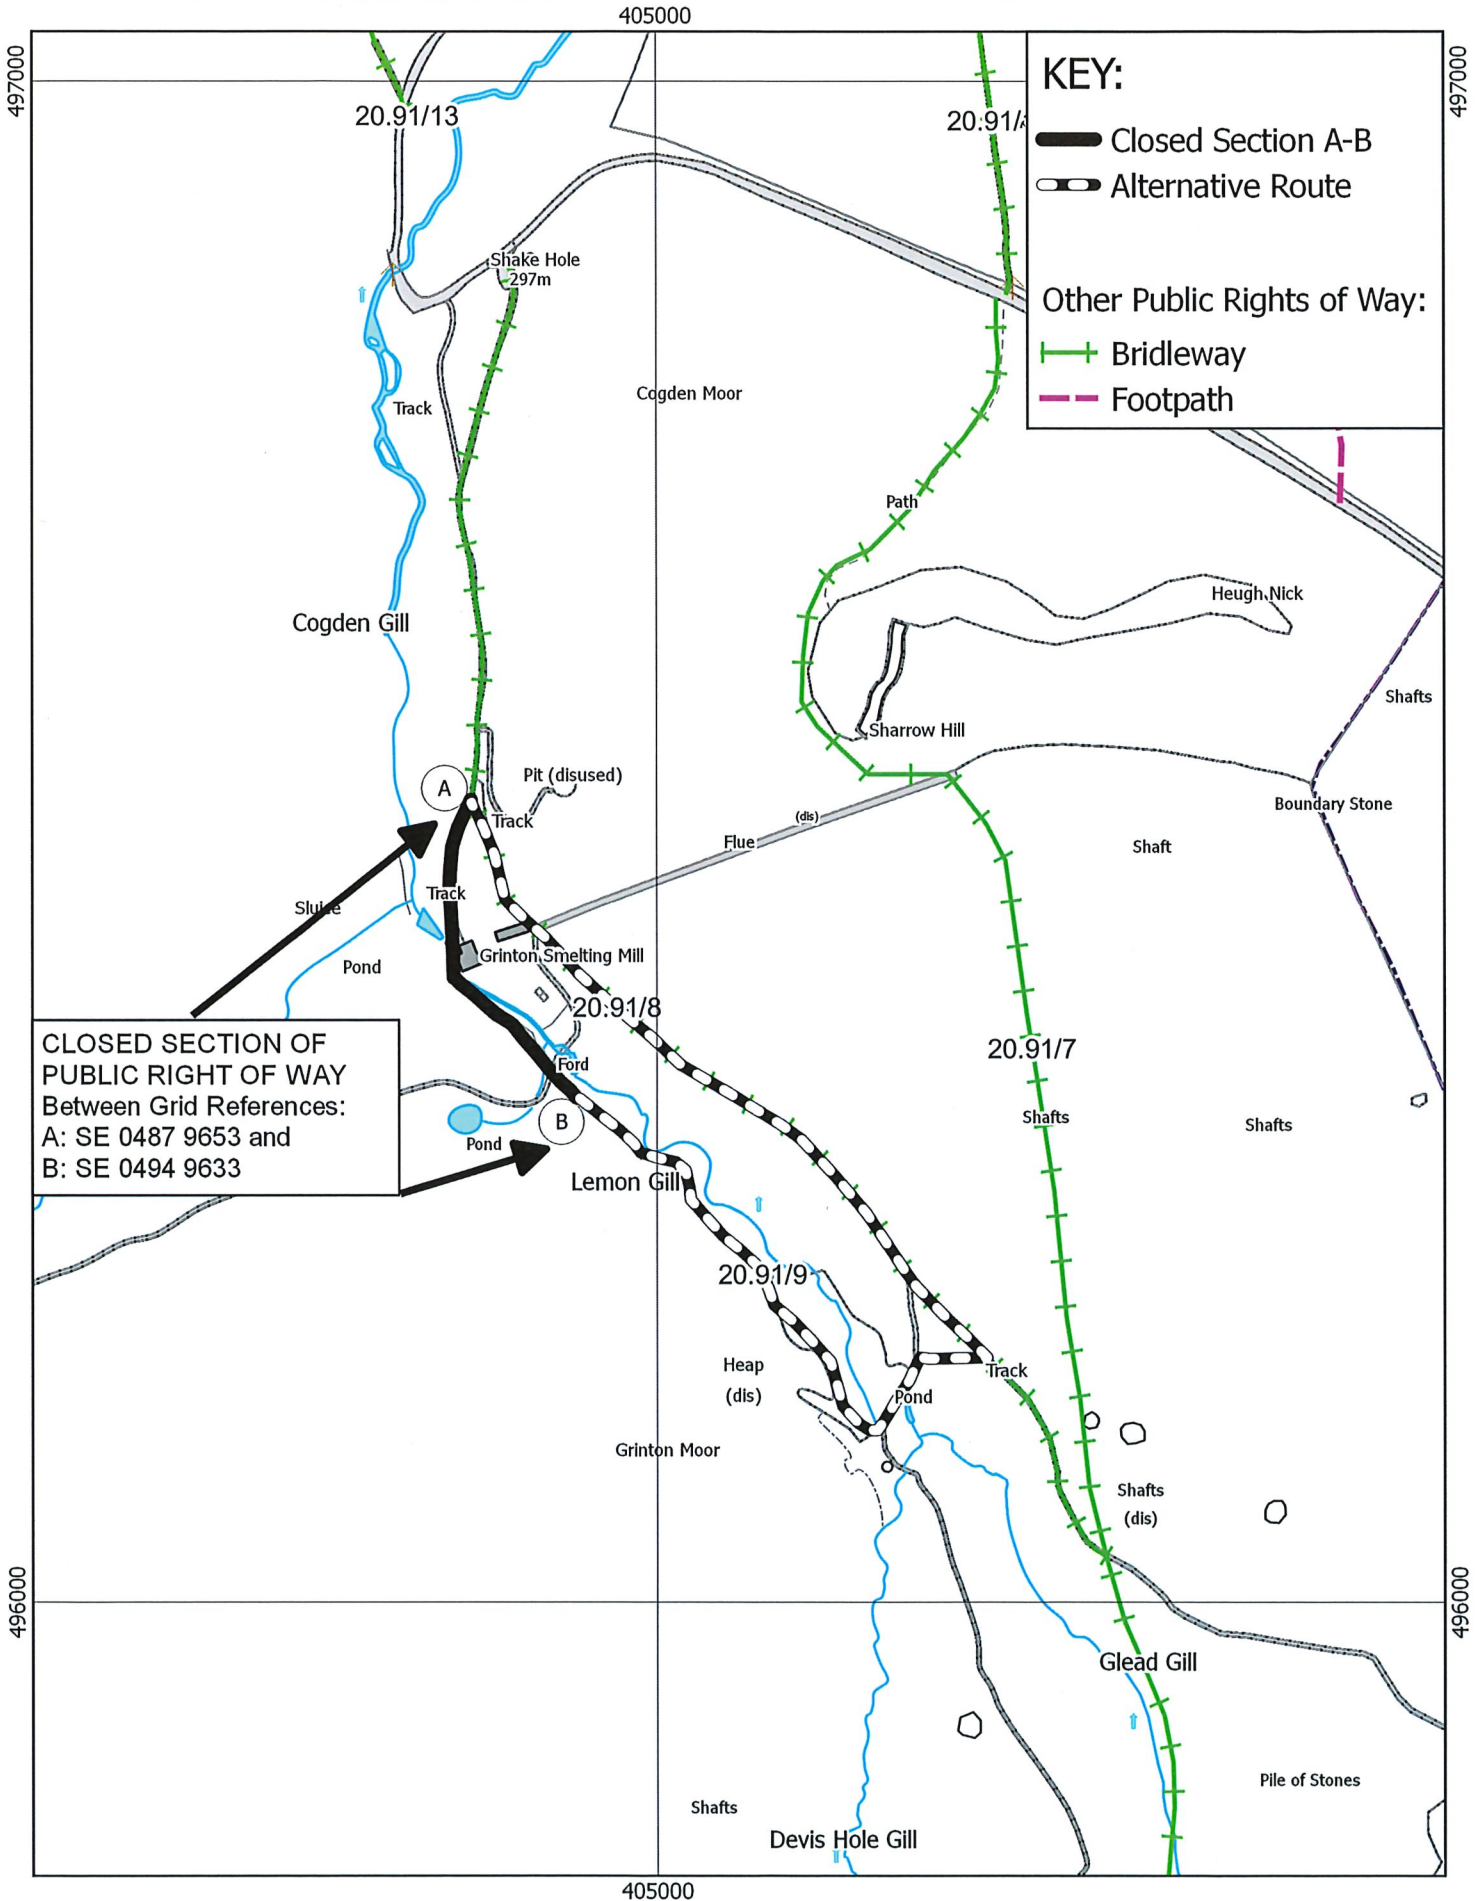 405000
497000
497000
KEY:
20.91/13
20.91/
Closed Section A-B
Alternative Route
Shake Hole
297m
Other Public Rights of Way:
Bridleway
Footpath
Cogden Moor
Track
Path
Heugh Nick
Cogden Gill
Shafts
Sharrow Hill
Pit (disused)
A
Boundary Stone
Track
(dis)
Flue
Shaft
Track
Sluice
Grinton Smelting Mill
Pond
20.91/8
CLOSED SECTION OF
PUBLIC RIGHT OF WAY
Between Grid References:
A: SE 0487 9653 and
B: SE 0494 9633
20.91/7
Ford
B
Shafts
Shafts
Pond
Lemon Gill
20.91/9
Heap
(dis)
Track
Pond
Grinton Moor
Shafts
(dis)
496000
496000
Glead Gill
Pile of Stones
Shafts
Devis Hole Gill
405000